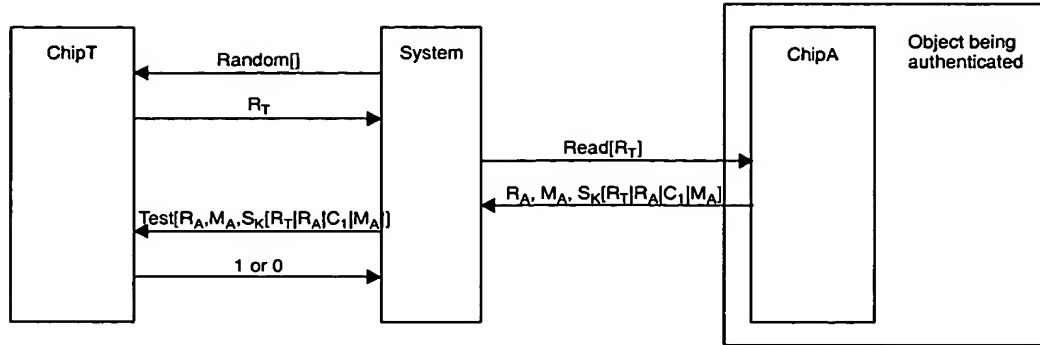 ChipT
System
ChipA
Object being
authenticated
Random[]
R_T
Read[R_T]
R_A, M_A, S_K[R_T|R_A|C_1|M_A]
Test[R_A,M_A,S_K[R_T|R_A|C_1|M_A]]
1 or 0